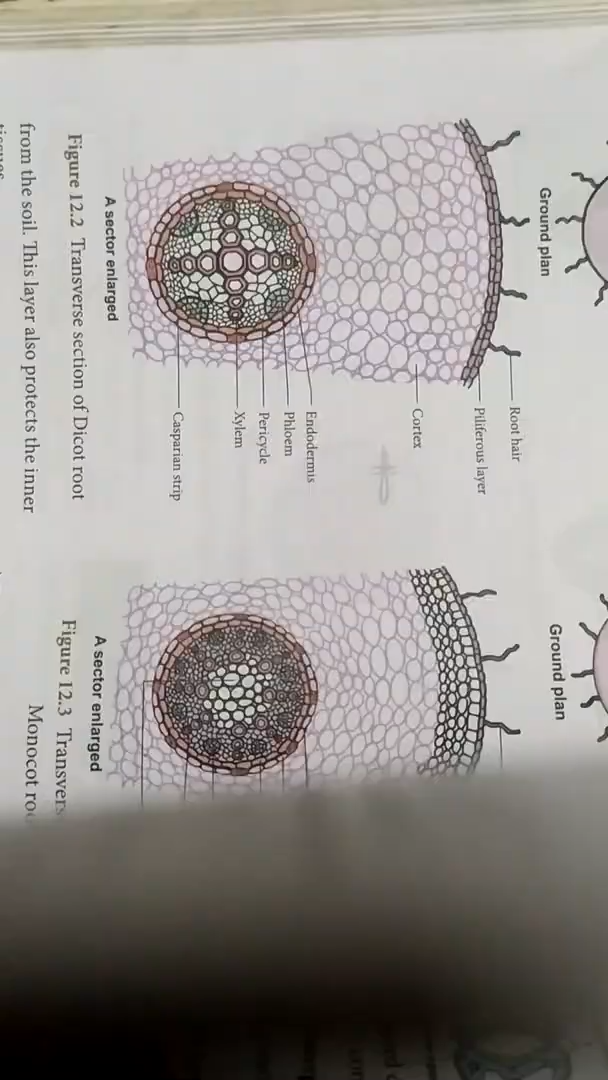 Ground plan
Root hair
Piliferous layer
Cortex
Endodermis
Phloem
Pericycle
Xylem
Casparian strip
A sector enlarged
Figure 12.2 Transverse section of Dicot root
from the soil. This layer also protects the inner
tissues
Ground plan
A sector enlarged
Figure 12.3
Monocot